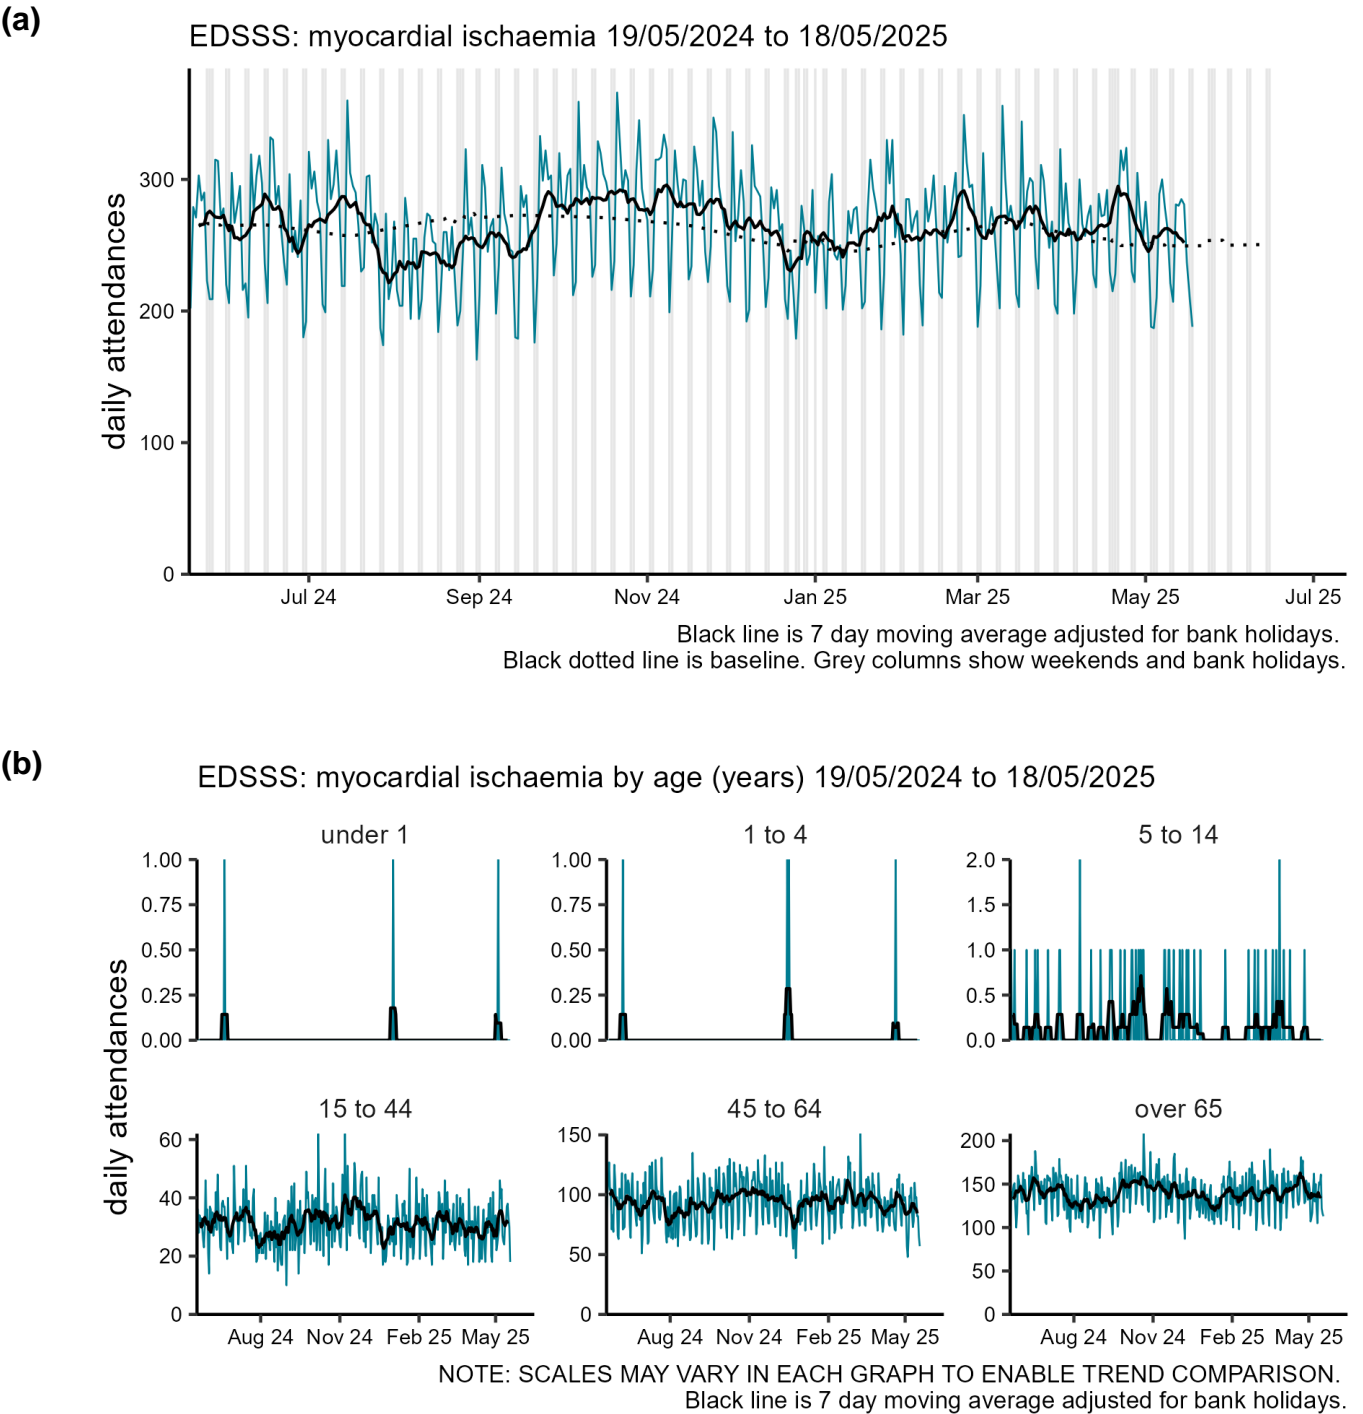 (a)
EDSSS: myocardial ischaemia 19/05/2024 to 18/05/2025
daily attendances
300
200
100
0
Jul 24 Sep 24 Nov 24 Jan 25 Mar 25 May 25 Jul 25
Black line is 7 day moving average adjusted for bank holidays.
Black dotted line is baseline. Grey columns show weekends and bank holidays.
(b)
EDSSS: myocardial ischaemia by age (years) 19/05/2024 to 18/05/2025
daily attendances
under 1
1.00
0.75
0.50
0.25
0.00
1 to 4
1.00
0.75
0.50
0.25
0.00
5 to 14
2.0
1.5
1.0
0.5
0.0
15 to 44
60
40
20
0
Aug 24 Nov 24 Feb 25 May 25
45 to 64
150
100
50
0
Aug 24 Nov 24 Feb 25 May 25
over 65
200
150
100
50
0
Aug 24 Nov 24 Feb 25 May 25
NOTE: SCALES MAY VARY IN EACH GRAPH TO ENABLE TREND COMPARISON.
Black line is 7 day moving average adjusted for bank holidays.